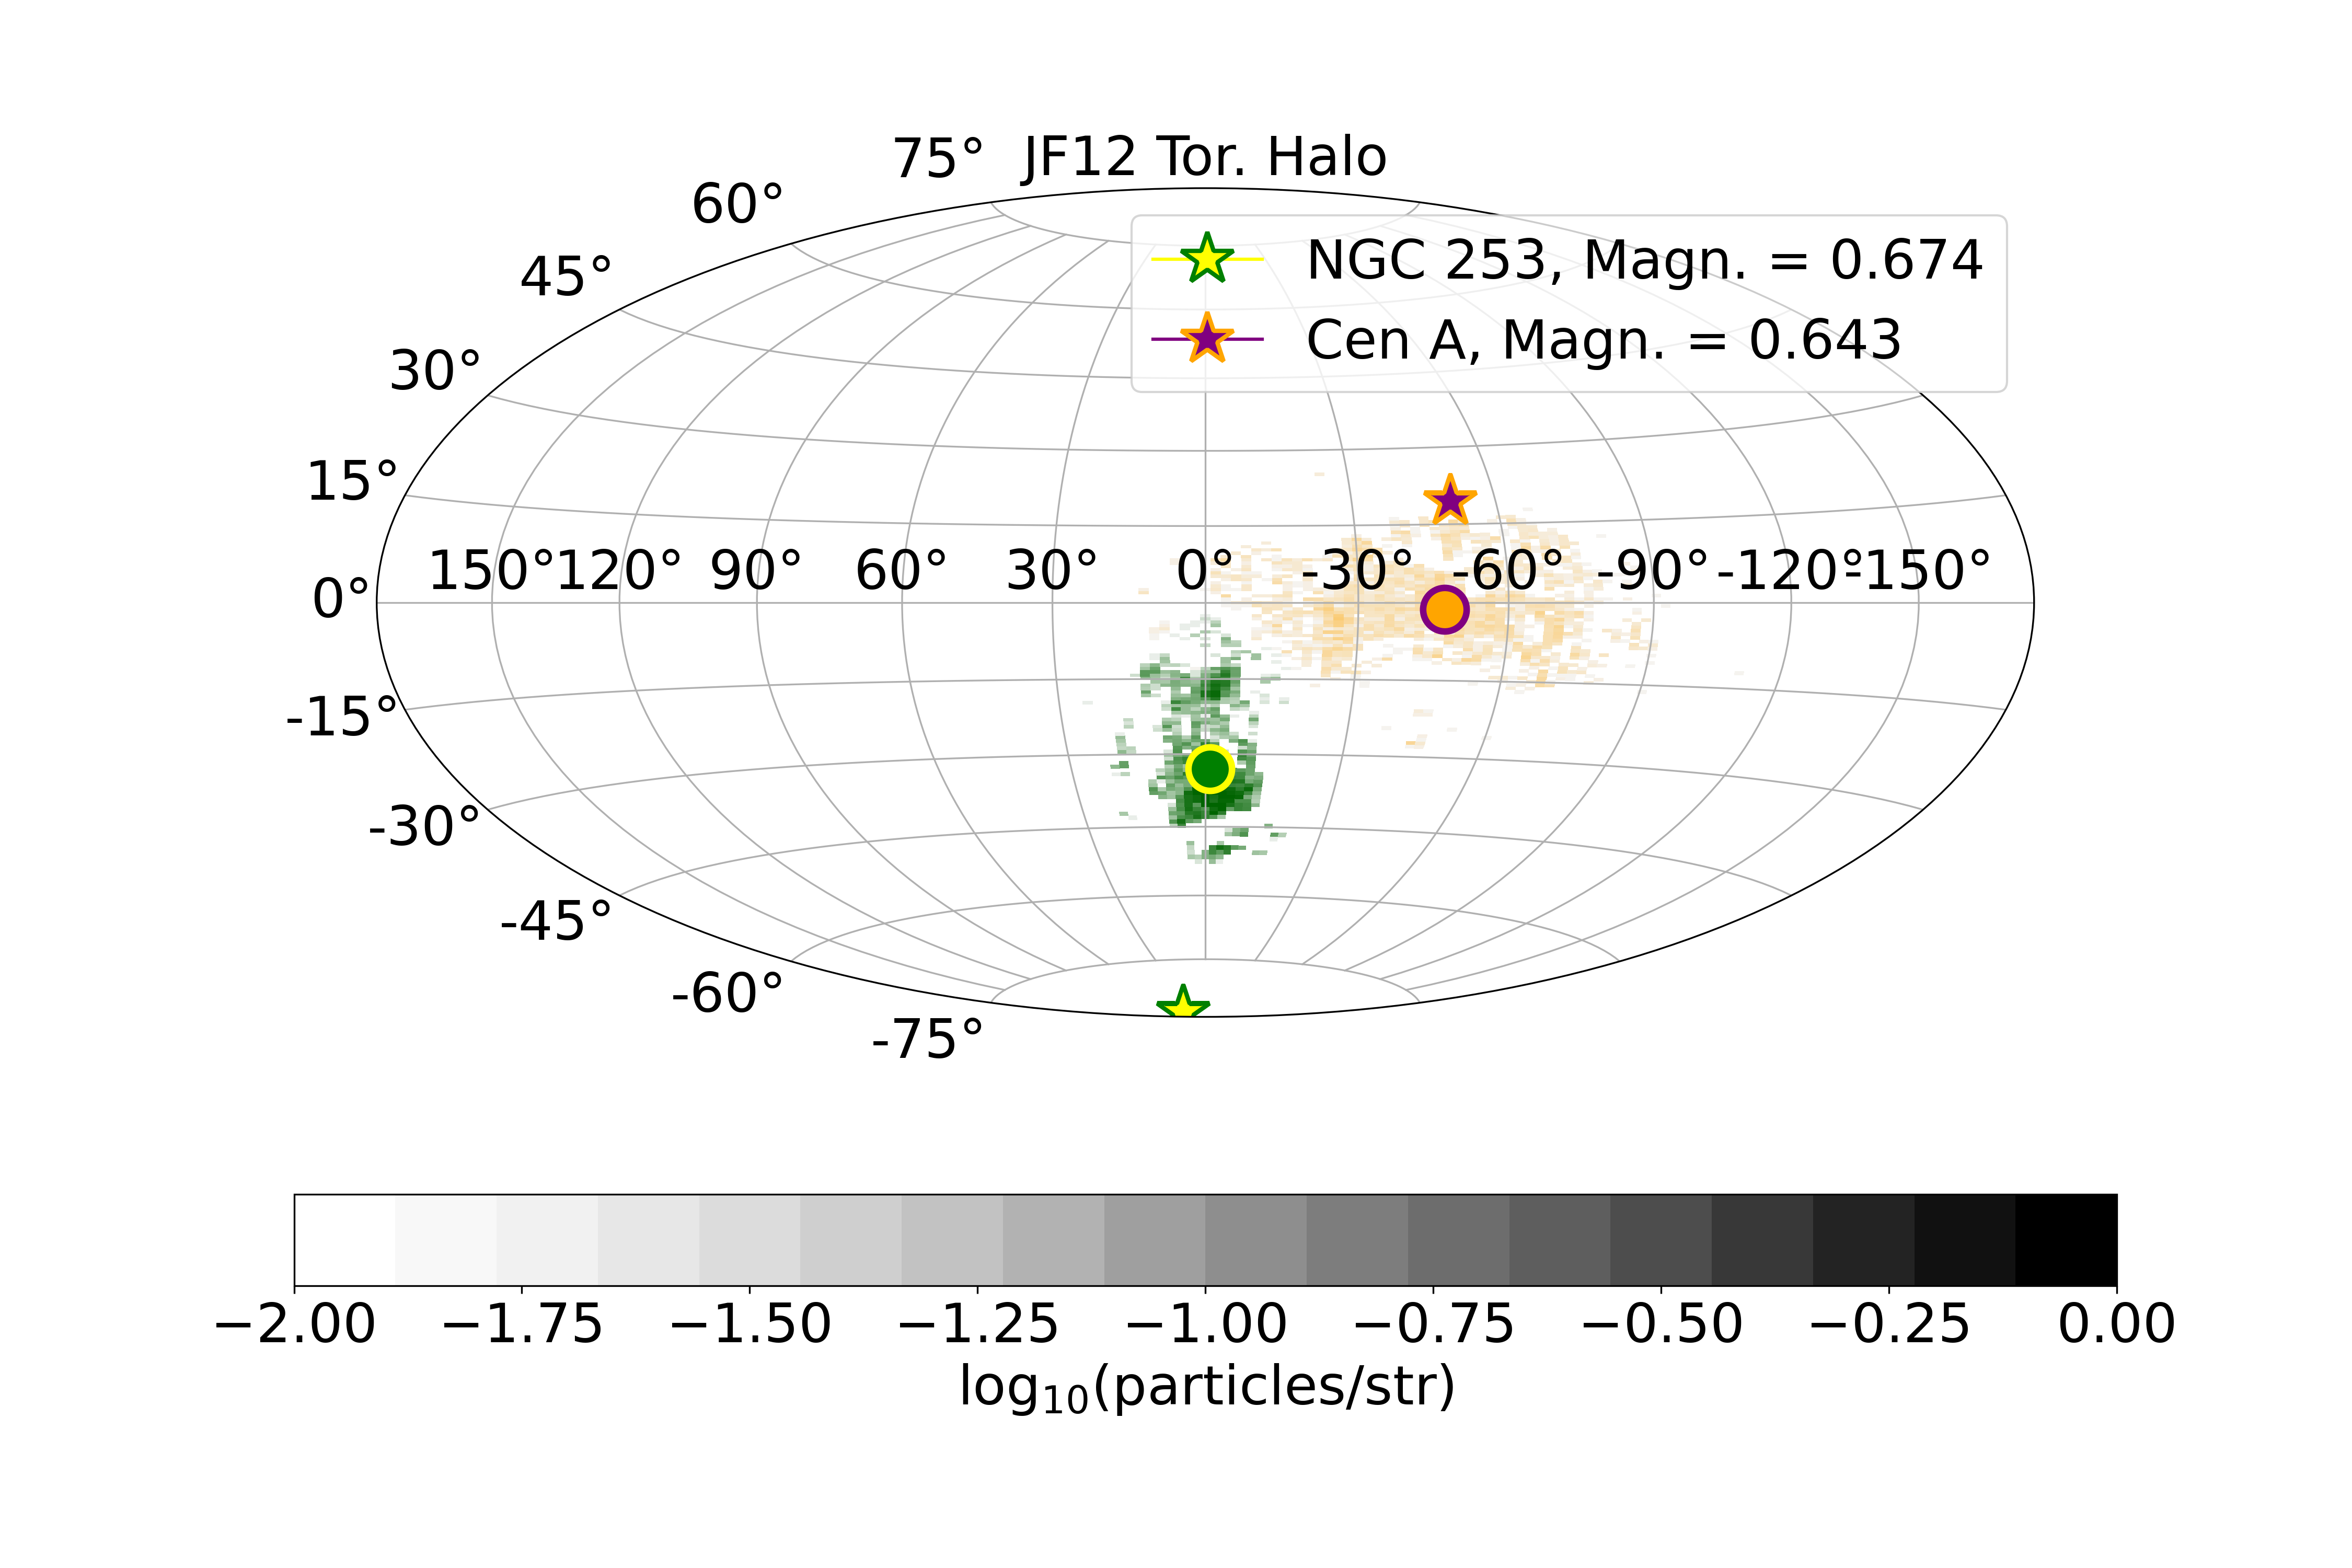 75° JF12 Tor. Halo
60°
NGC 253, Magn. = 0.674
45°
Cen A, Magn. = 0.643
30°
15°
150° 120° 90° 60° 30° 0° -30° -60° -90° -120° -150°
0°
-15°
-30°
-45°
-60°
-75°
−2.00 −1.75 −1.50 −1.25 −1.00 −0.75 −0.50 −0.25 0.00
log₁₀(particles/str)